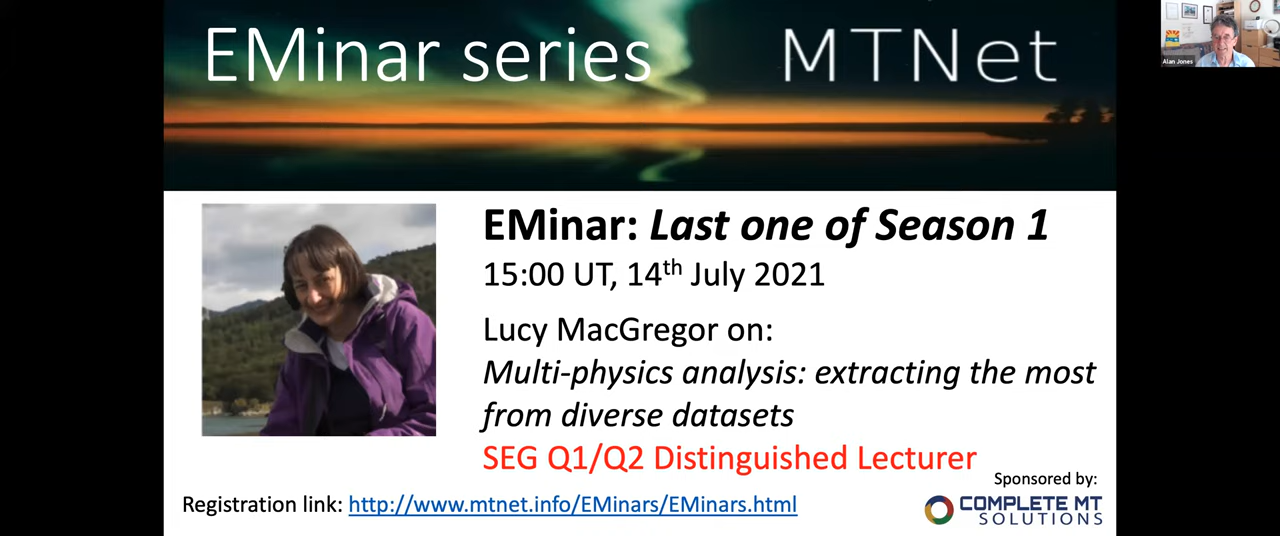 EMinar series MTNet
Alan Jones
EMinar: Last one of Season 1
15:00 UT, 14th July 2021
Lucy MacGregor on:
Multi-physics analysis: extracting the most
from diverse datasets
SEG Q1/Q2 Distinguished Lecturer
Sponsored by:
Registration link: http://www.mtnet.info/EMinars/EMinars.html
COMPLETE MT
SOLUTIONS